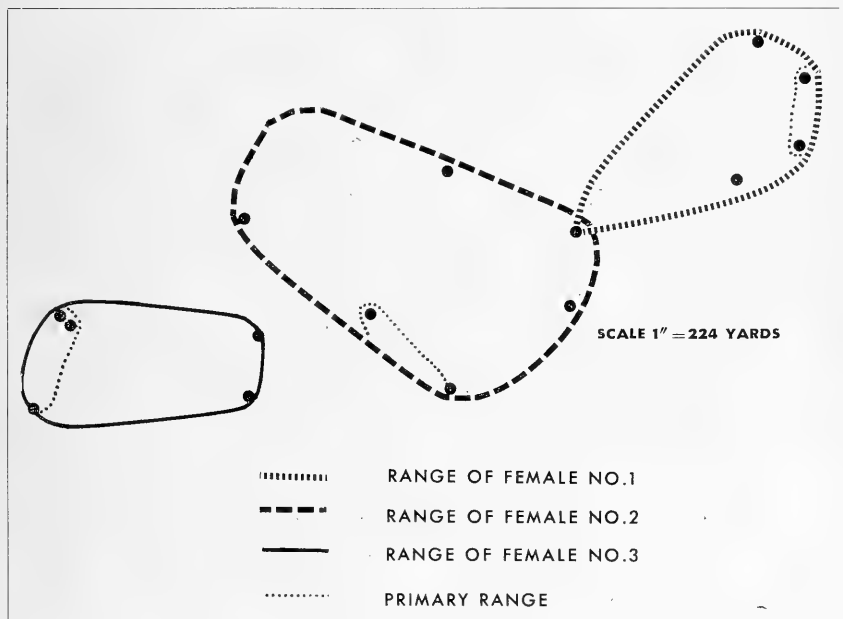 SCALE 1" = 224 YARDS
RANGE OF FEMALE NO.1
RANGE OF FEMALE NO.2
RANGE OF FEMALE NO.3
PRIMARY RANGE